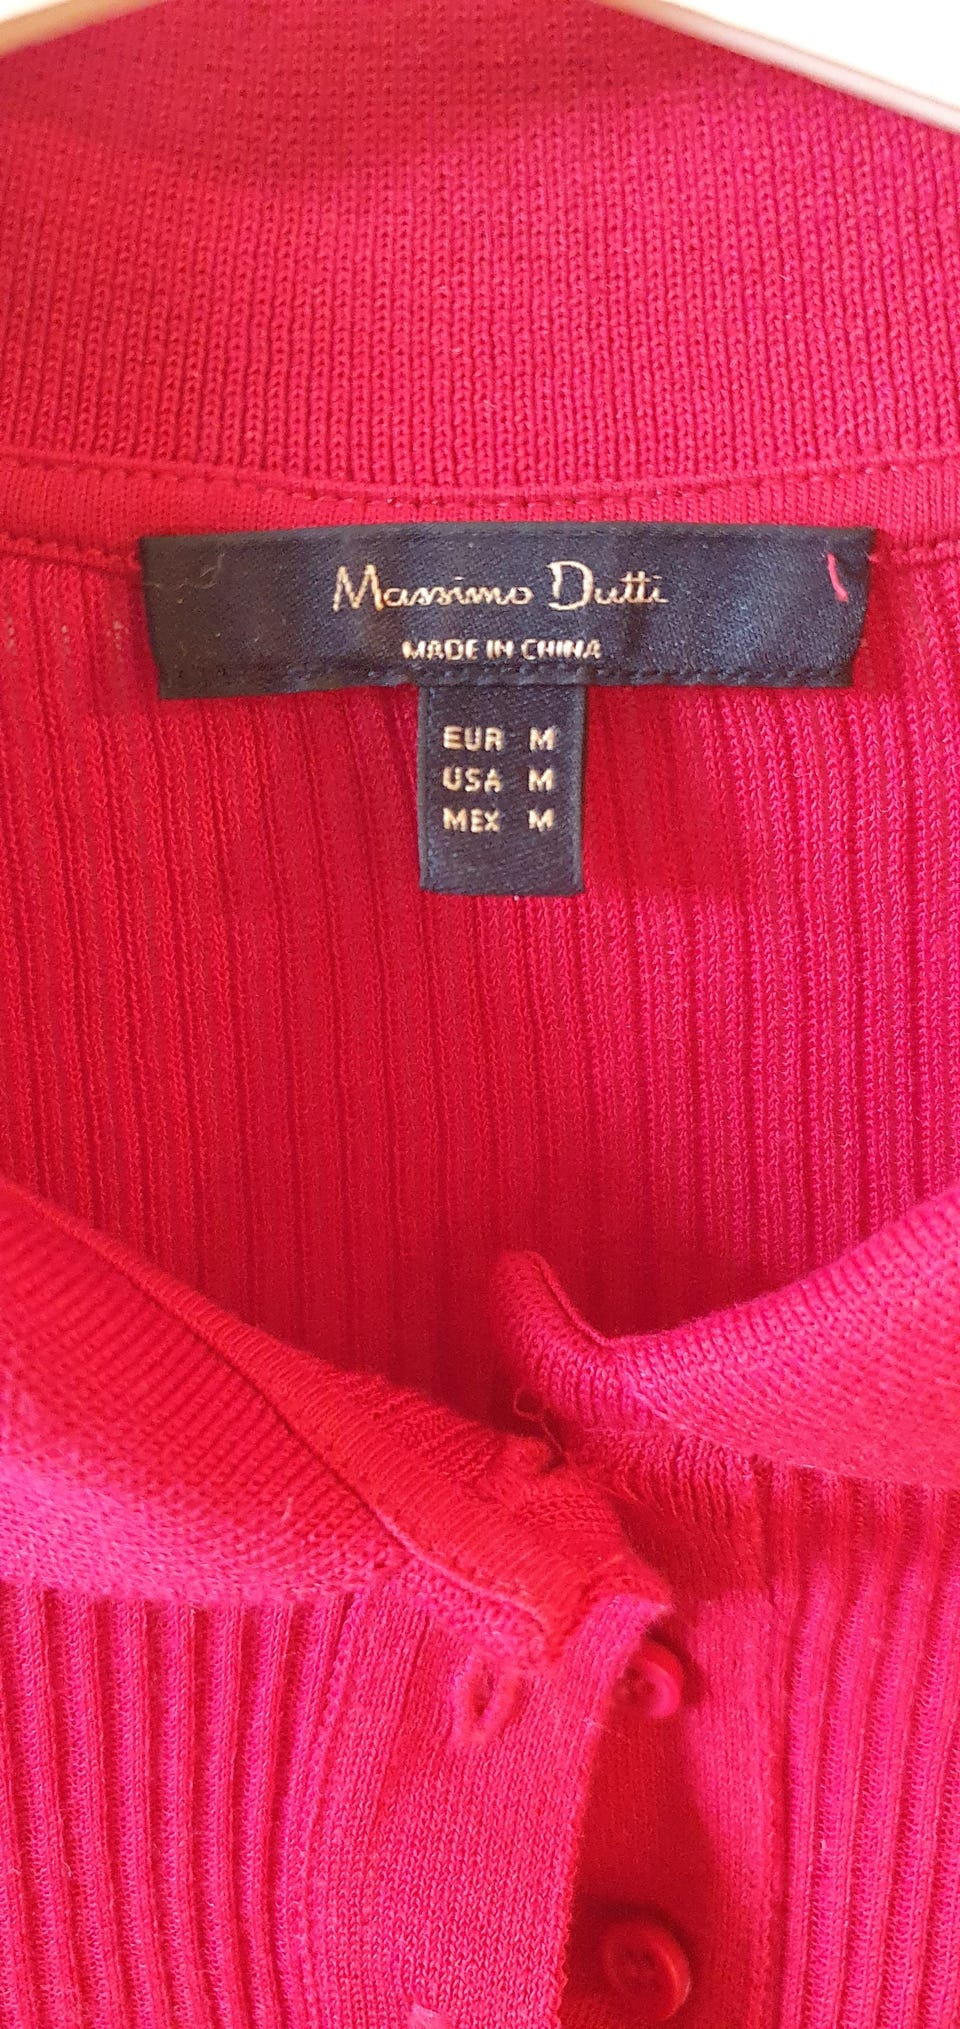 Massimo Dutti
MADE IN CHINA
EUR M
USA M
MEX M